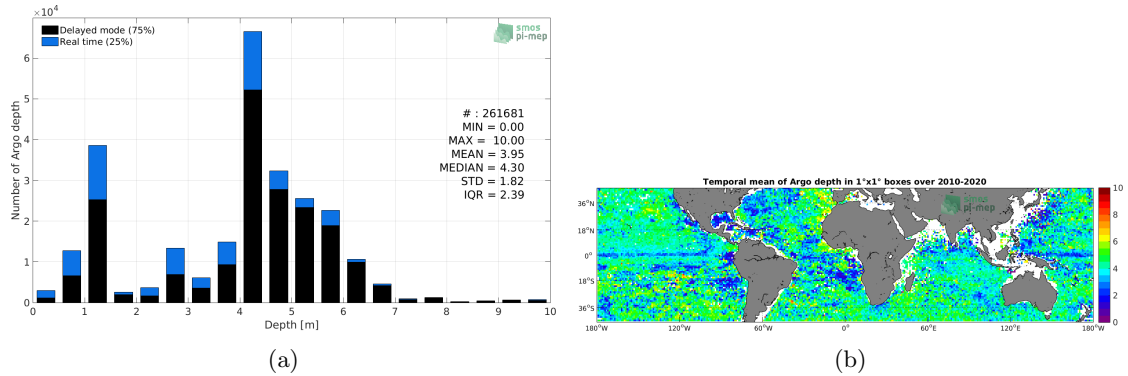 ×10⁴
Delayed mode (75%)
Real time (25%)
smos
pi-mep
6
5
4
3
2
1
0
Number of Argo depth
# : 261681
MIN = 0.00
MAX = 10.00
MEAN = 3.95
MEDIAN = 4.30
STD = 1.82
IQR = 2.39
0 1 2 3 4 5 6 7 8 9 10
Depth [m]
(a)
Temporal mean of Argo depth in 1°x1° boxes over 2010-2020
smos
pi-mep
36°N
18°N
0°
18°S
36°S
180°W 120°W 60°W 0° 60°E 120°E 180°W
10
8
6
4
2
0
(b)